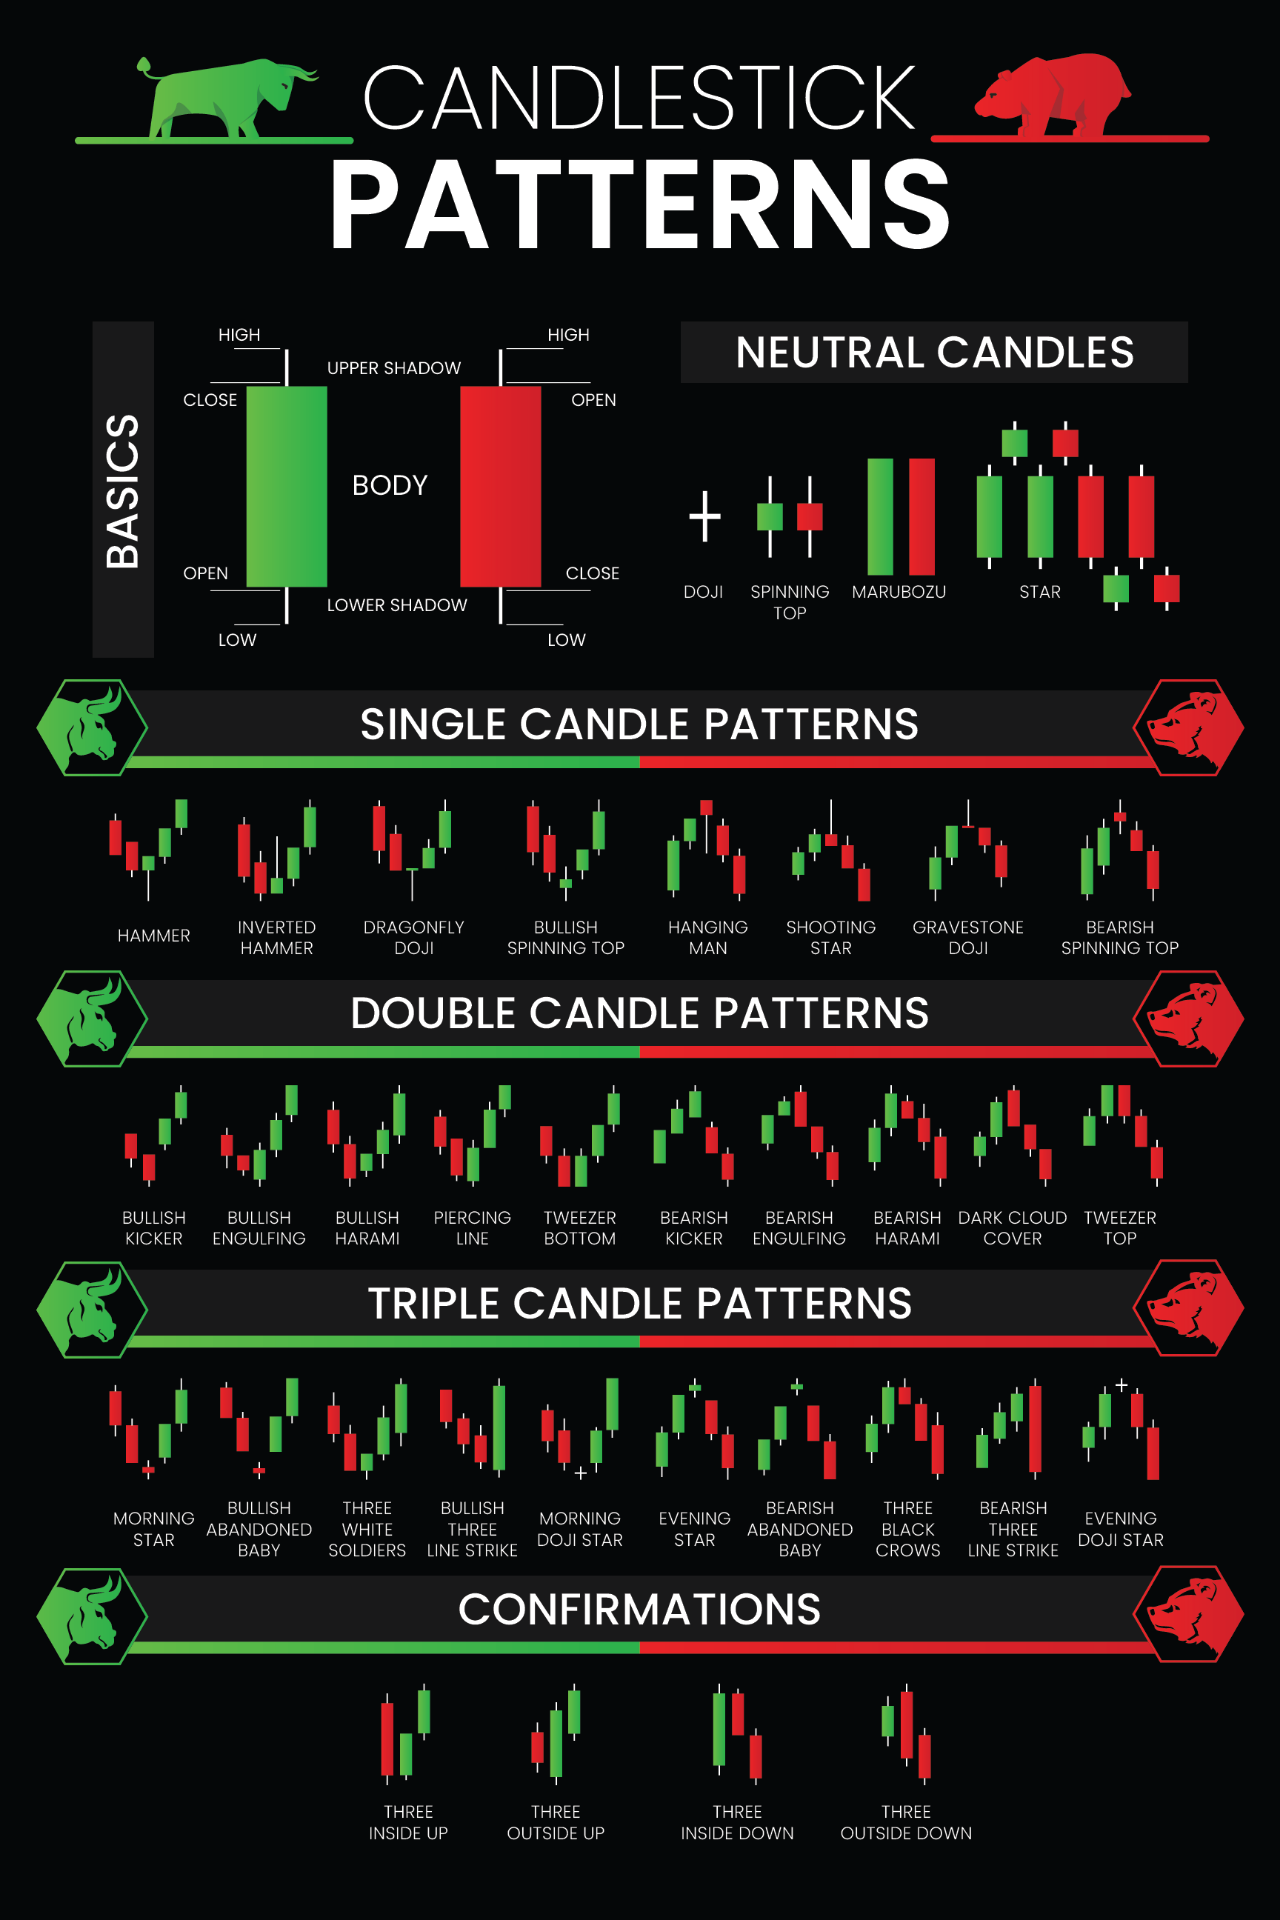 CANDLESTICK
PATTERNS
BASICS
HIGH
UPPER SHADOW
CLOSE
BODY
OPEN
LOWER SHADOW
LOW
HIGH
OPEN
CLOSE
LOW
NEUTRAL CANDLES
DOJI
SPINNING
TOP
MARUBOZU
STAR
SINGLE CANDLE PATTERNS
HAMMER
INVERTED
HAMMER
DRAGONFLY
DOJI
BULLISH
SPINNING TOP
HANGING
MAN
SHOOTING
STAR
GRAVESTONE
DOJI
BEARISH
SPINNING TOP
DOUBLE CANDLE PATTERNS
BULLISH
KICKER
BULLISH
ENGULFING
BULLISH
HARAMI
PIERCING
LINE
TWEEZER
BOTTOM
BEARISH
KICKER
BEARISH
ENGULFING
BEARISH
HARAMI
DARK CLOUD
COVER
TWEEZER
TOP
TRIPLE CANDLE PATTERNS
MORNING
STAR
BULLISH
ABANDONED
BABY
THREE
WHITE
SOLDIERS
BULLISH
THREE
LINE STRIKE
MORNING
DOJI STAR
EVENING
STAR
BEARISH
ABANDONED
BABY
THREE
BLACK
CROWS
BEARISH
THREE
LINE STRIKE
EVENING
DOJI STAR
CONFIRMATIONS
THREE
INSIDE UP
THREE
OUTSIDE UP
THREE
INSIDE DOWN
THREE
OUTSIDE DOWN